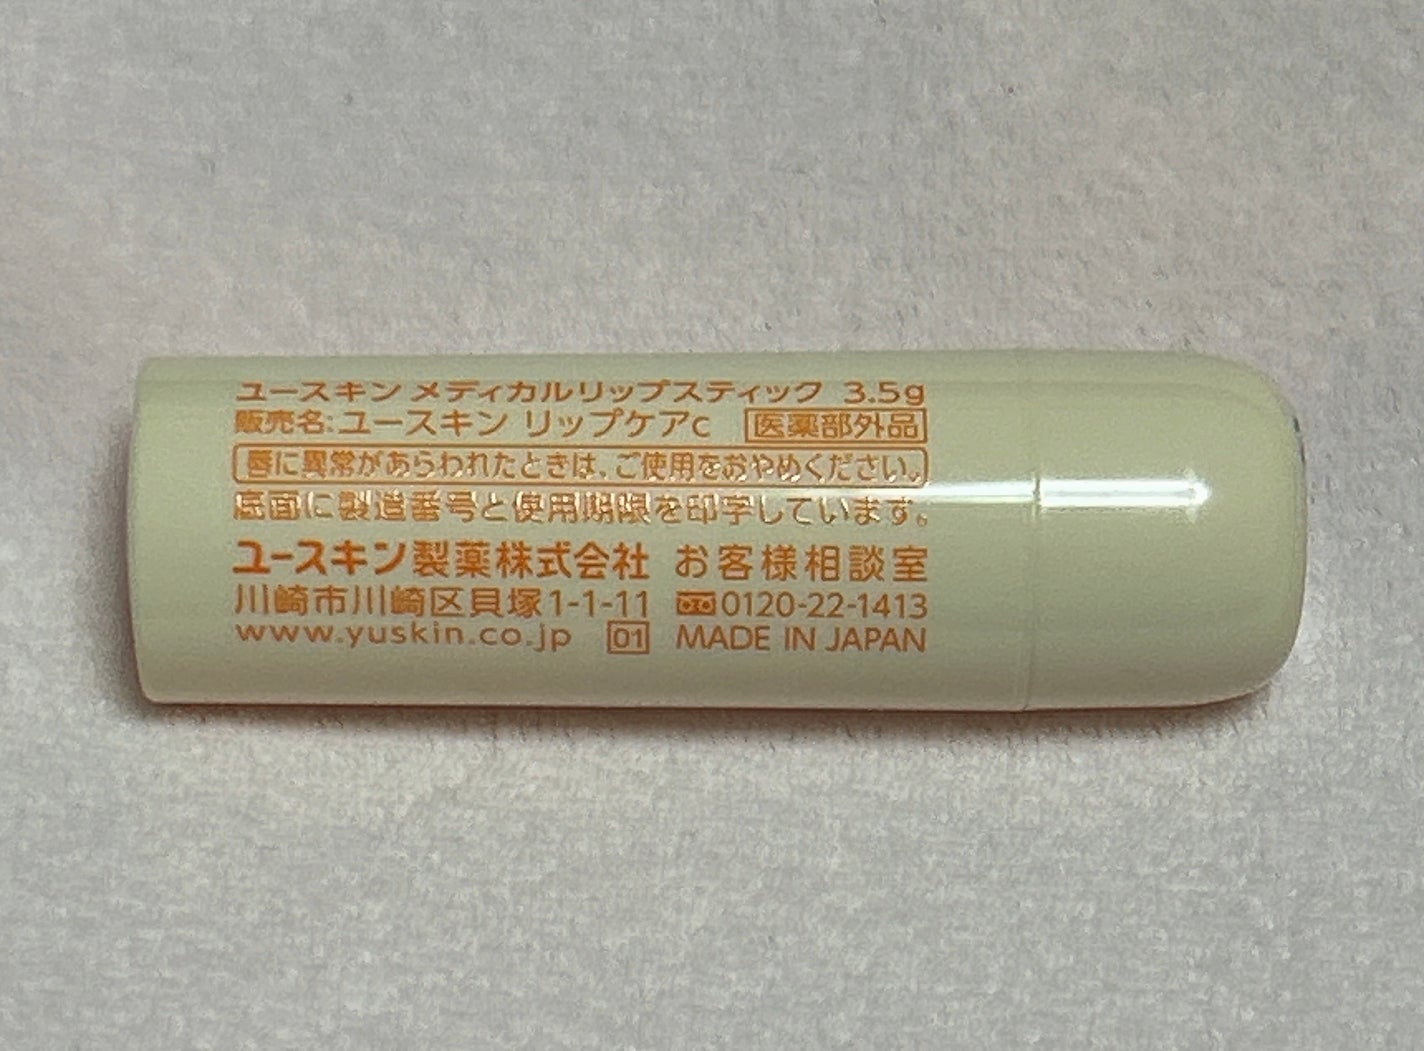 ユースキン メディカルリップスティック 3.5g
販売名:ユースキン リップケアc 医薬部外品
唇に異常があらわれたときは、ご使用をおやめください。
底面に製造番号と使用期限を印字しています。
ユースキン製薬株式会社 お客様相談室
川崎市川崎区貝塚1-1-11 0120-22-1413
www.yuskin.co.jp 01 MADE IN JAPAN